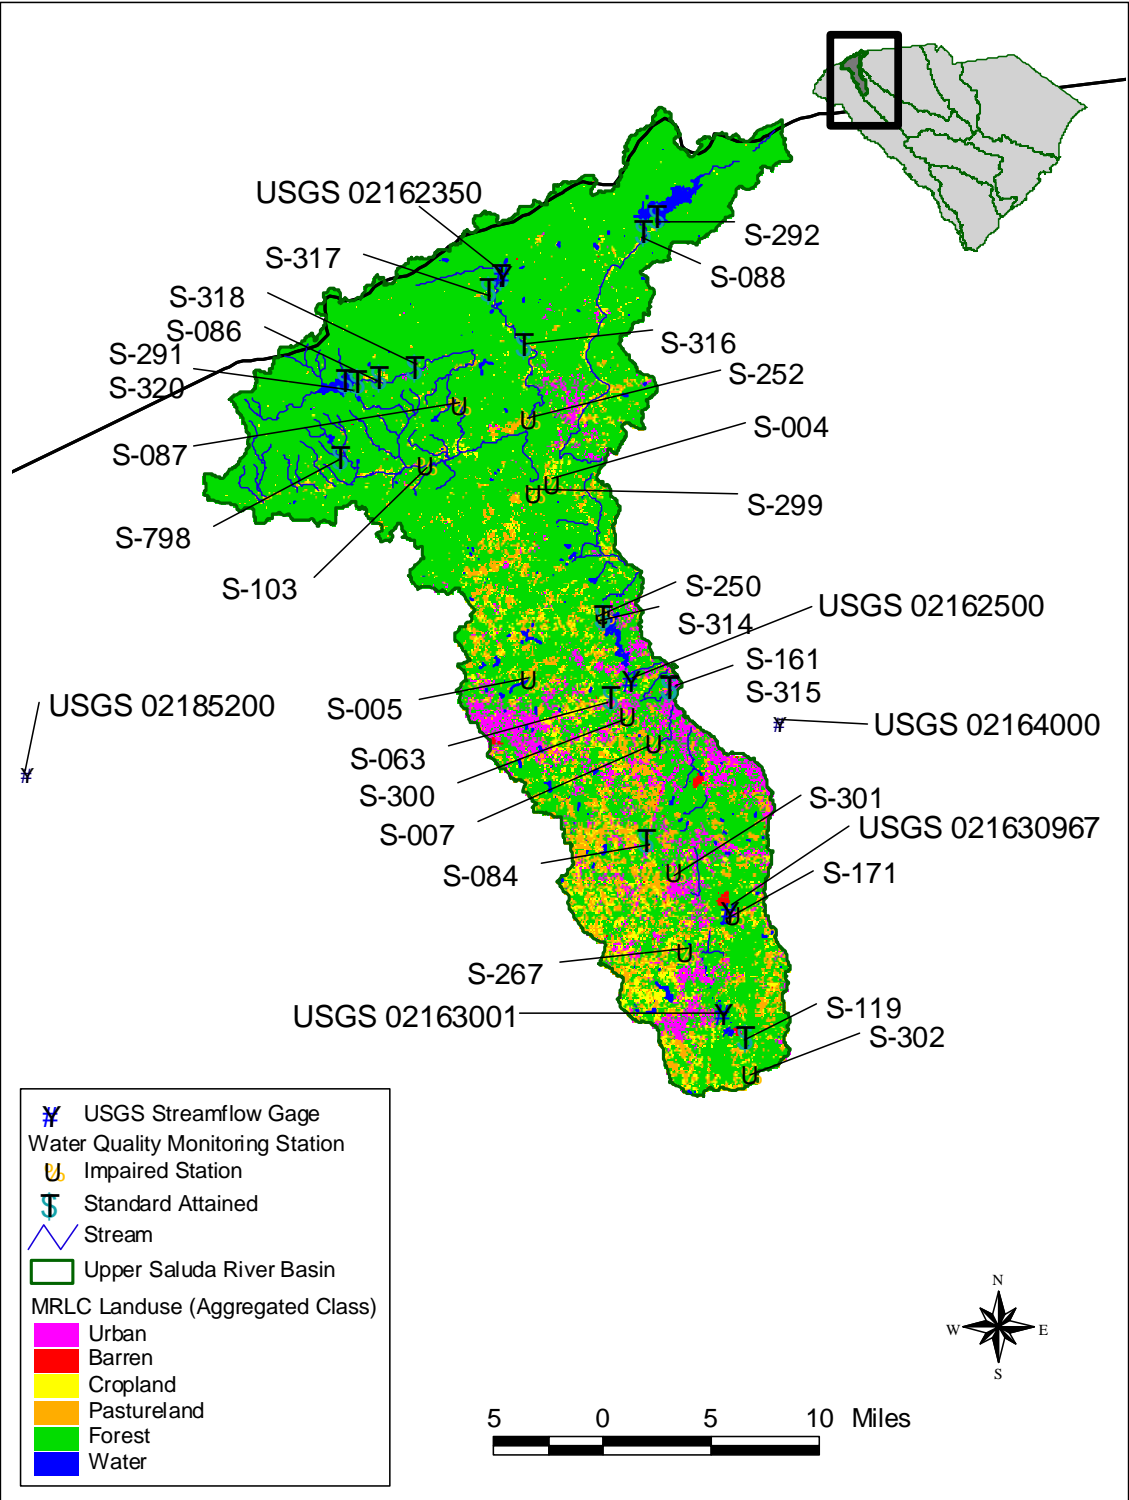 USGS 02162350
S-292
S-317
S-088
S-318
S-086
S-316
S-291
S-252
S-320
S-004
S-087
S-299
S-798
S-103
S-250
USGS 02162500
S-314
S-161
S-315
USGS 02185200
S-005
USGS 02164000
S-063
S-300
S-301
S-007
USGS 021630967
S-084
S-171
S-267
S-119
USGS 02163001
S-302
USGS Streamflow Gage
Water Quality Monitoring Station
U Impaired Station
T Standard Attained
Stream
Upper Saluda River Basin
MRLC Landuse (Aggregated Class)
Urban
Barren
Cropland
Pastureland
Forest
Water
N
W E
S
5 0 5 10 Miles